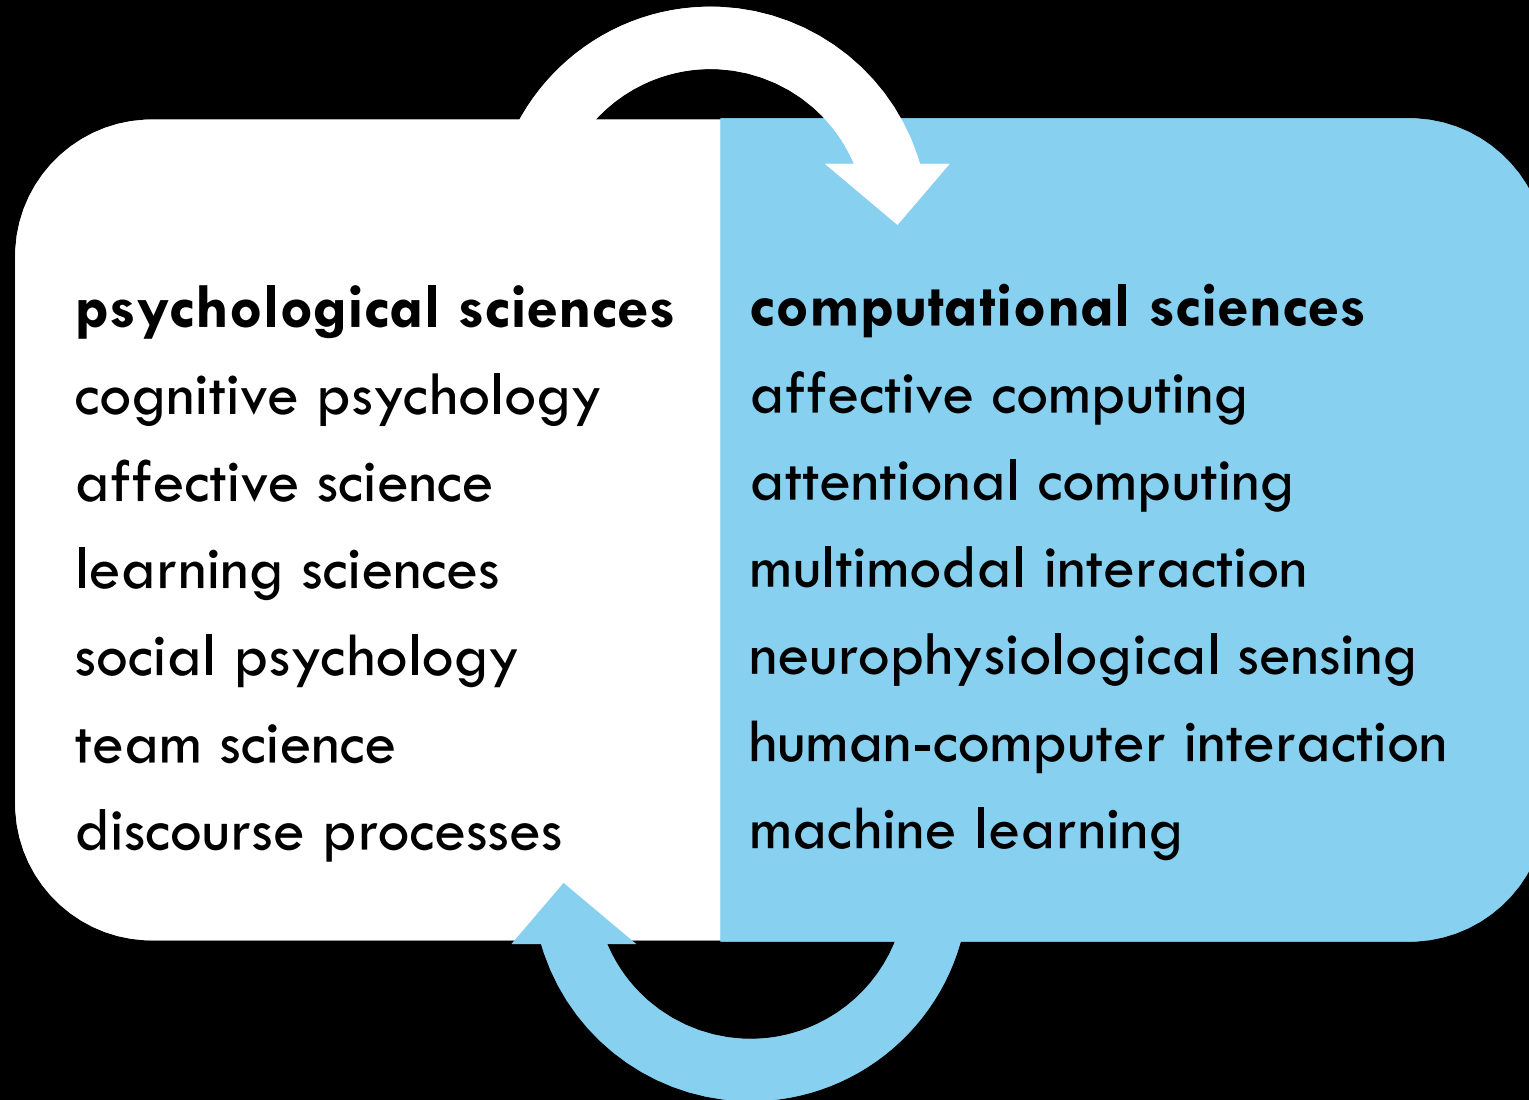 psychological sciences
cognitive psychology
affective science
learning sciences
social psychology
team science
discourse processes
computational sciences
affective computing
attentional computing
multimodal interaction
neurophysiological sensing
human-computer interaction
machine learning